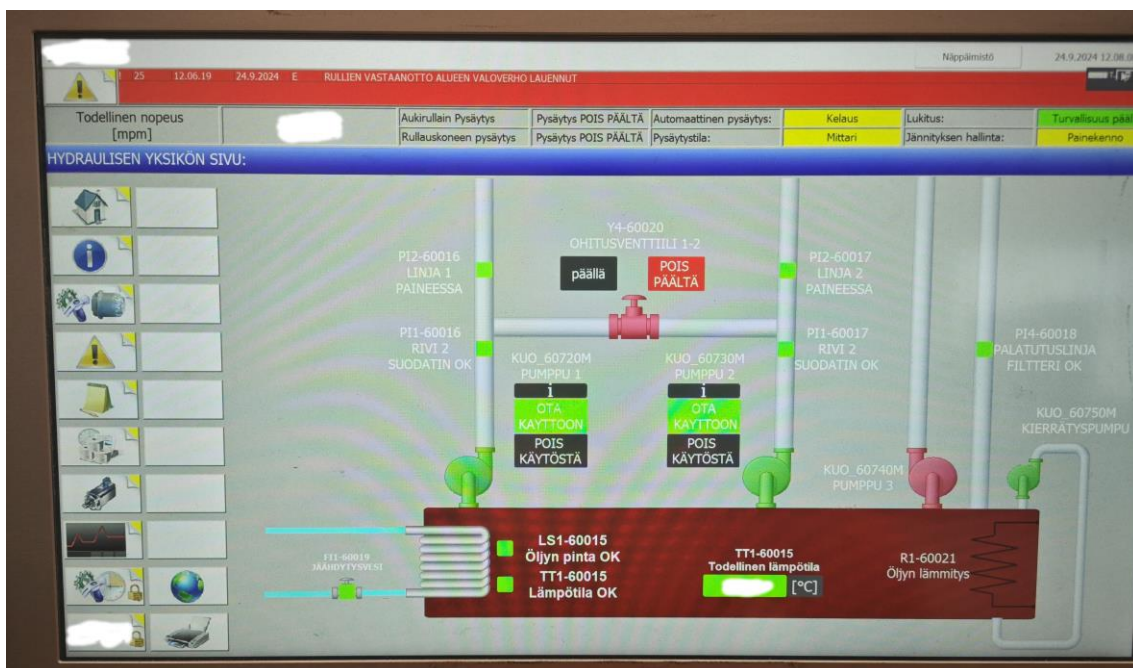 Näppäimistö 24.9.2024 12.08.0
25 12.06.19 24.9.2024 E RULLIEN VASTAANOTTO ALUEEN VALOVERHO LAUENNUT
Todellinen nopeus
[mpm]
Aukirullain Pysäytys Pysäytys POIS PÄÄLTÄ Automaattinen pysäytys: Kelaus Lukitus: Turvallisuus pääl
Rullauskoneen pysäytys Pysäytys POIS PÄÄLTÄ Pysäytystila: Mittari Jännityksen hallinta: Painekenno
HYDRAULISEN YKSIKÖN SIVU:
Y4-60020
OHITUSVENTTIILI 1-2
päällä
POIS
PÄÄLTÄ
PI2-60016
LINJA 1
PAINEESSA
PI2-60017
LINJA 2
PAINEESSA
PI1-60016
RIVI 2
SUODATIN OK
PI1-60017
RIVI 2
SUODATIN OK
PI4-60018
PALATUTUSLINJA
FILTTERI OK
KUO_60720M
PUMPPU 1
i
OTA
KAYTTOON
POIS
KÄYTÖSTÄ
KUO_60730M
PUMPPU 2
i
OTA
KAYTTOON
POIS
KÄYTÖSTÄ
KUO_60750M
KIERRÄTYSPUMPU
KUO_60740M
PUMPPU 3
FI1-60019
JÄÄHDYTYSVESI
LS1-60015
Öljyn pinta OK
TT1-60015
Lämpötila OK
TT1-60015
Todellinen lämpötila
[°C]
R1-60021
Öljyn lämmitys